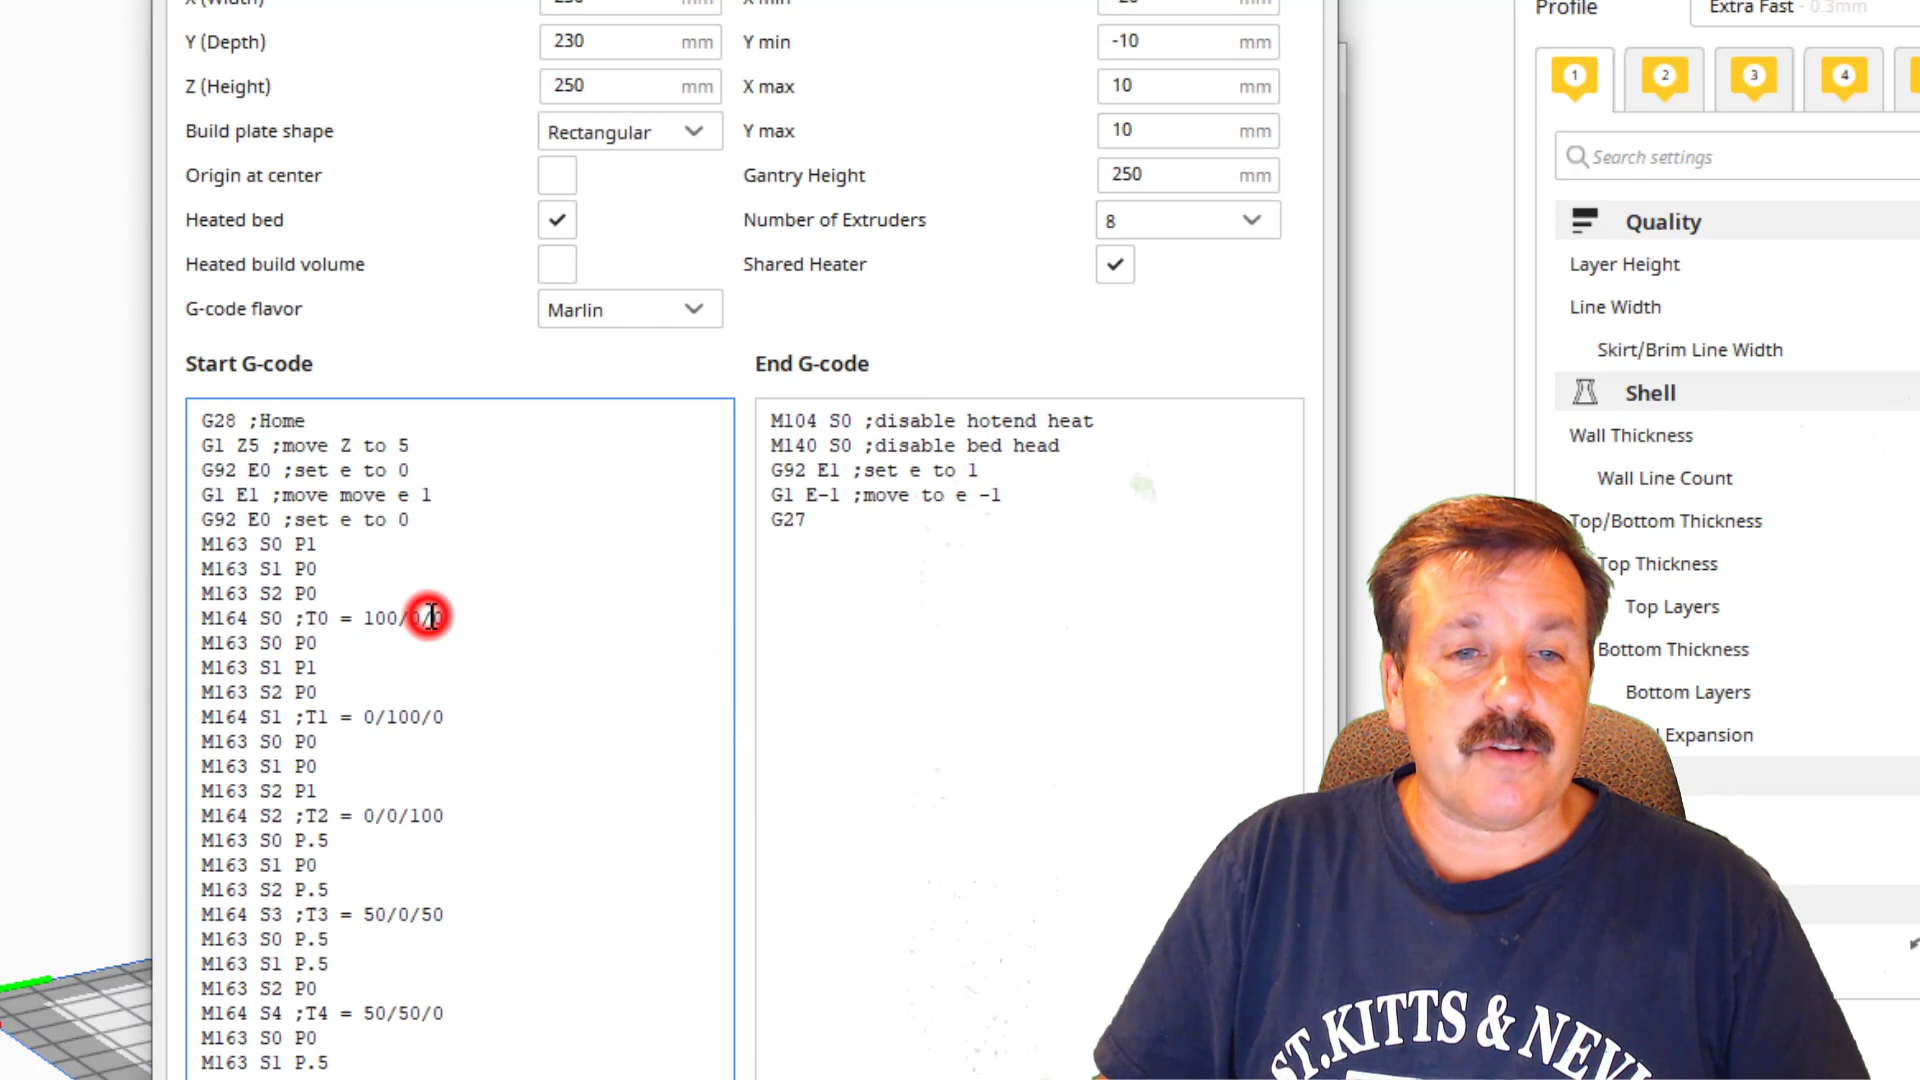 Profile
Extra Fast - 0.3mm
Y (Depth)
230
mm
Y min
-10
mm
Z (Height)
250
mm
X max
10
mm
Build plate shape
Rectangular
Y max
10
mm
Origin at center
Gantry Height
250
mm
Heated bed
Number of Extruders
8
Heated build volume
Shared Heater
G-code flavor
Marlin
Start G-code
G28 ;Home
G1 Z5 ;move Z to 5
G92 E0 ;set e to 0
G1 E1 ;move move e 1
G92 E0 ;set e to 0
M163 S0 P1
M163 S1 P0
M163 S2 P0
M164 S0 ;T0 = 100/0/0
M163 S0 P0
M163 S1 P1
M163 S2 P0
M164 S1 ;T1 = 0/100/0
M163 S0 P0
M163 S1 P0
M163 S2 P1
M164 S2 ;T2 = 0/0/100
M163 S0 P.5
M163 S1 P0
M163 S2 P.5
M164 S3 ;T3 = 50/0/50
M163 S0 P.5
M163 S1 P.5
M163 S2 P0
M164 S4 ;T4 = 50/50/0
M163 S0 P0
M163 S1 P.5
End G-code
M104 S0 ;disable hotend heat
M140 S0 ;disable bed head
G92 E1 ;set e to 1
G1 E-1 ;move to e -1
G27
1
2
3
4
Search settings
Quality
Layer Height
Line Width
Skirt/Brim Line Width
Shell
Wall Thickness
Wall Line Count
Top/Bottom Thickness
Top Thickness
Top Layers
Bottom Thickness
Bottom Layers
Expansion
ST.KITTS & NEV